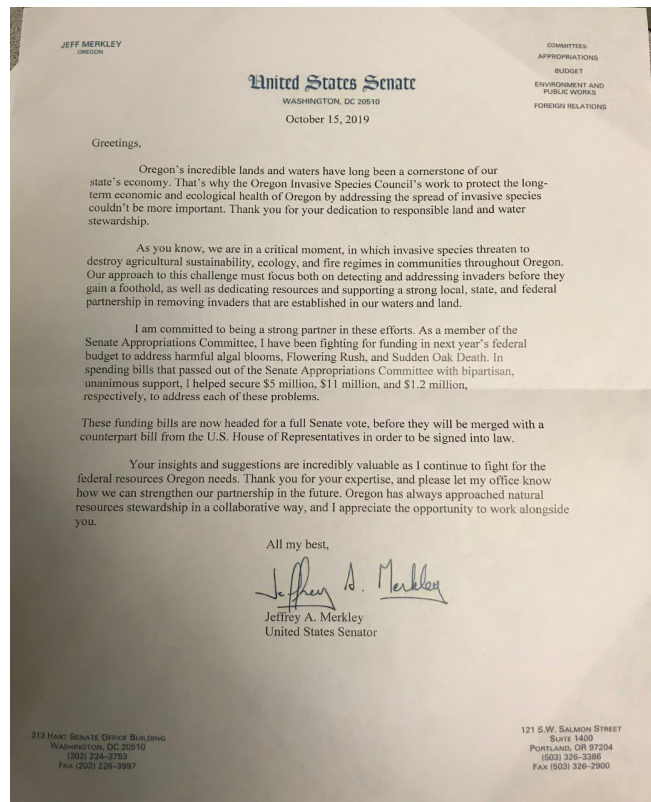 JEFF MERKLEY
OREGON
COMMITTEES
APPROPRIATIONS
BUDGET
ENVIRONMENT AND
PUBLIC WORKS
FOREIGN RELATIONS
United States Senate
WASHINGTON, DC 20510
October 15, 2019
Greetings,
Oregon's incredible lands and waters have long been a cornerstone of our
state's economy. That's why the Oregon Invasive Species Council's work to protect the long-
term economic and ecological health of Oregon by addressing the spread of invasive species
couldn't be more important. Thank you for your dedication to responsible land and water
stewardship.
As you know, we are in a critical moment, in which invasive species threaten to
destroy agricultural sustainability, ecology, and fire regimes in communities throughout Oregon.
Our approach to this challenge must focus both on detecting and addressing invaders before they
gain a foothold, as well as dedicating resources and supporting a strong local, state, and federal
partnership in removing invaders that are established in our waters and land.
I am committed to being a strong partner in these efforts. As a member of the
Senate Appropriations Committee, I have been fighting for funding in next year's federal
budget to address harmful algal blooms, Flowering Rush, and Sudden Oak Death. In
spending bills that passed out of the Senate Appropriations Committee with bipartisan,
unanimous support, I helped secure $5 million, $11 million, and $1.2 million,
respectively, to address each of these problems.
These funding bills are now headed for a full Senate vote, before they will be merged with a
counterpart bill from the U.S. House of Representatives in order to be signed into law.
Your insights and suggestions are incredibly valuable as I continue to fight for the
federal resources Oregon needs. Thank you for your expertise, and please let my office know
how we can strengthen our partnership in the future. Oregon has always approached natural
resources stewardship in a collaborative way, and I appreciate the opportunity to work alongside
you.
All my best,
Jeffrey A. Merkley
Jeffrey A. Merkley
United States Senator
313 HART SENATE OFFICE BUILDING
WASHINGTON, DC 20510
(202) 224-3753
FAX (202) 228-3997
121 S.W. SALMON STREET
SUITE 1400
PORTLAND, OR 97204
(503) 326-3386
FAX (503) 326-2900